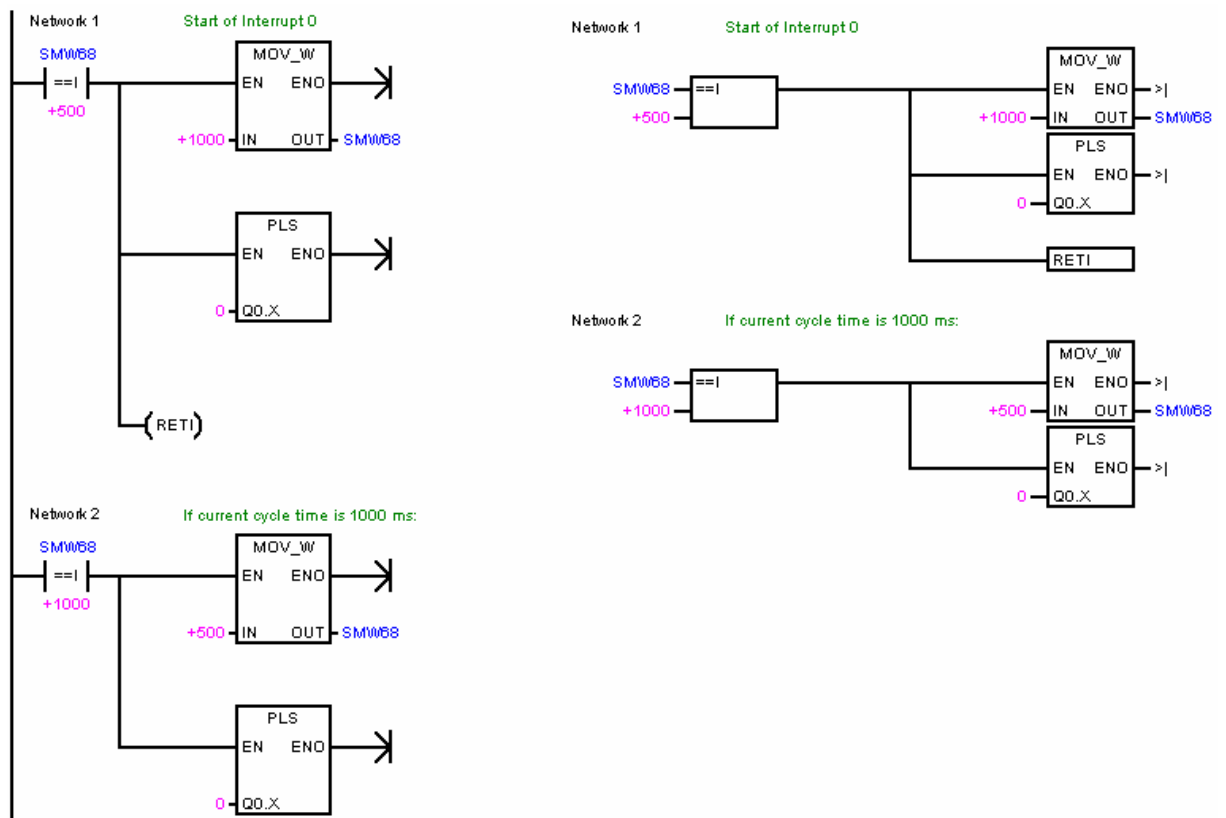 Network 1 Start of Interrupt 0
SMW68
==I
+500
MOV_W
EN ENO
+1000 IN OUT SMW68
PLS
EN ENO
0 Q0.X
RETI
Network 2 If current cycle time is 1000 ms:
SMW68
==I
+1000
MOV_W
EN ENO
+500 IN OUT SMW68
PLS
EN ENO
0 Q0.X
Network 1 Start of Interrupt 0
SMW68 ==I
+500
MOV_W
EN ENO >|
+1000 IN OUT SMW68
PLS
EN ENO >|
0 Q0.X
RETI
Network 2 If current cycle time is 1000 ms:
SMW68 ==I
+1000
MOV_W
EN ENO >|
+500 IN OUT SMW68
PLS
EN ENO >|
0 Q0.X